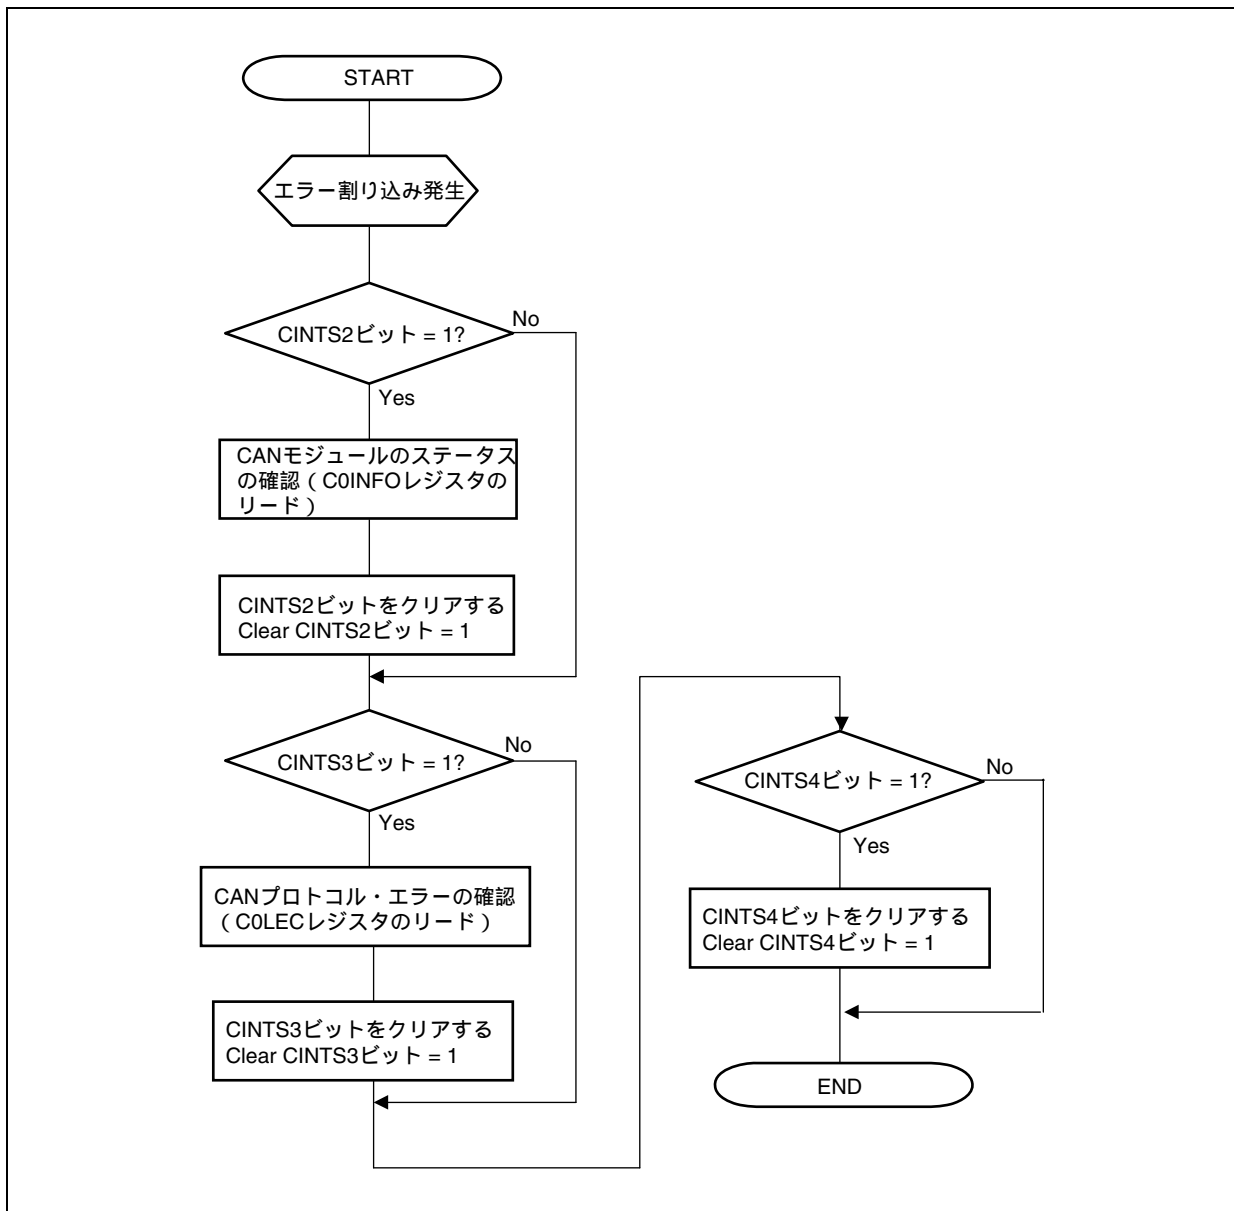 START
エラー割り込み発生
CINTS2ビット = 1?
No
Yes
CANモジュールのステータス
の確認（C0INFOレジスタの
リード）
CINTS2ビットをクリアする
Clear CINTS2ビット = 1
CINTS3ビット = 1?
No
Yes
CANプロトコル・エラーの確認
（C0LECレジスタのリード）
CINTS3ビットをクリアする
Clear CINTS3ビット = 1
CINTS4ビット = 1?
No
Yes
CINTS4ビットをクリアする
Clear CINTS4ビット = 1
END